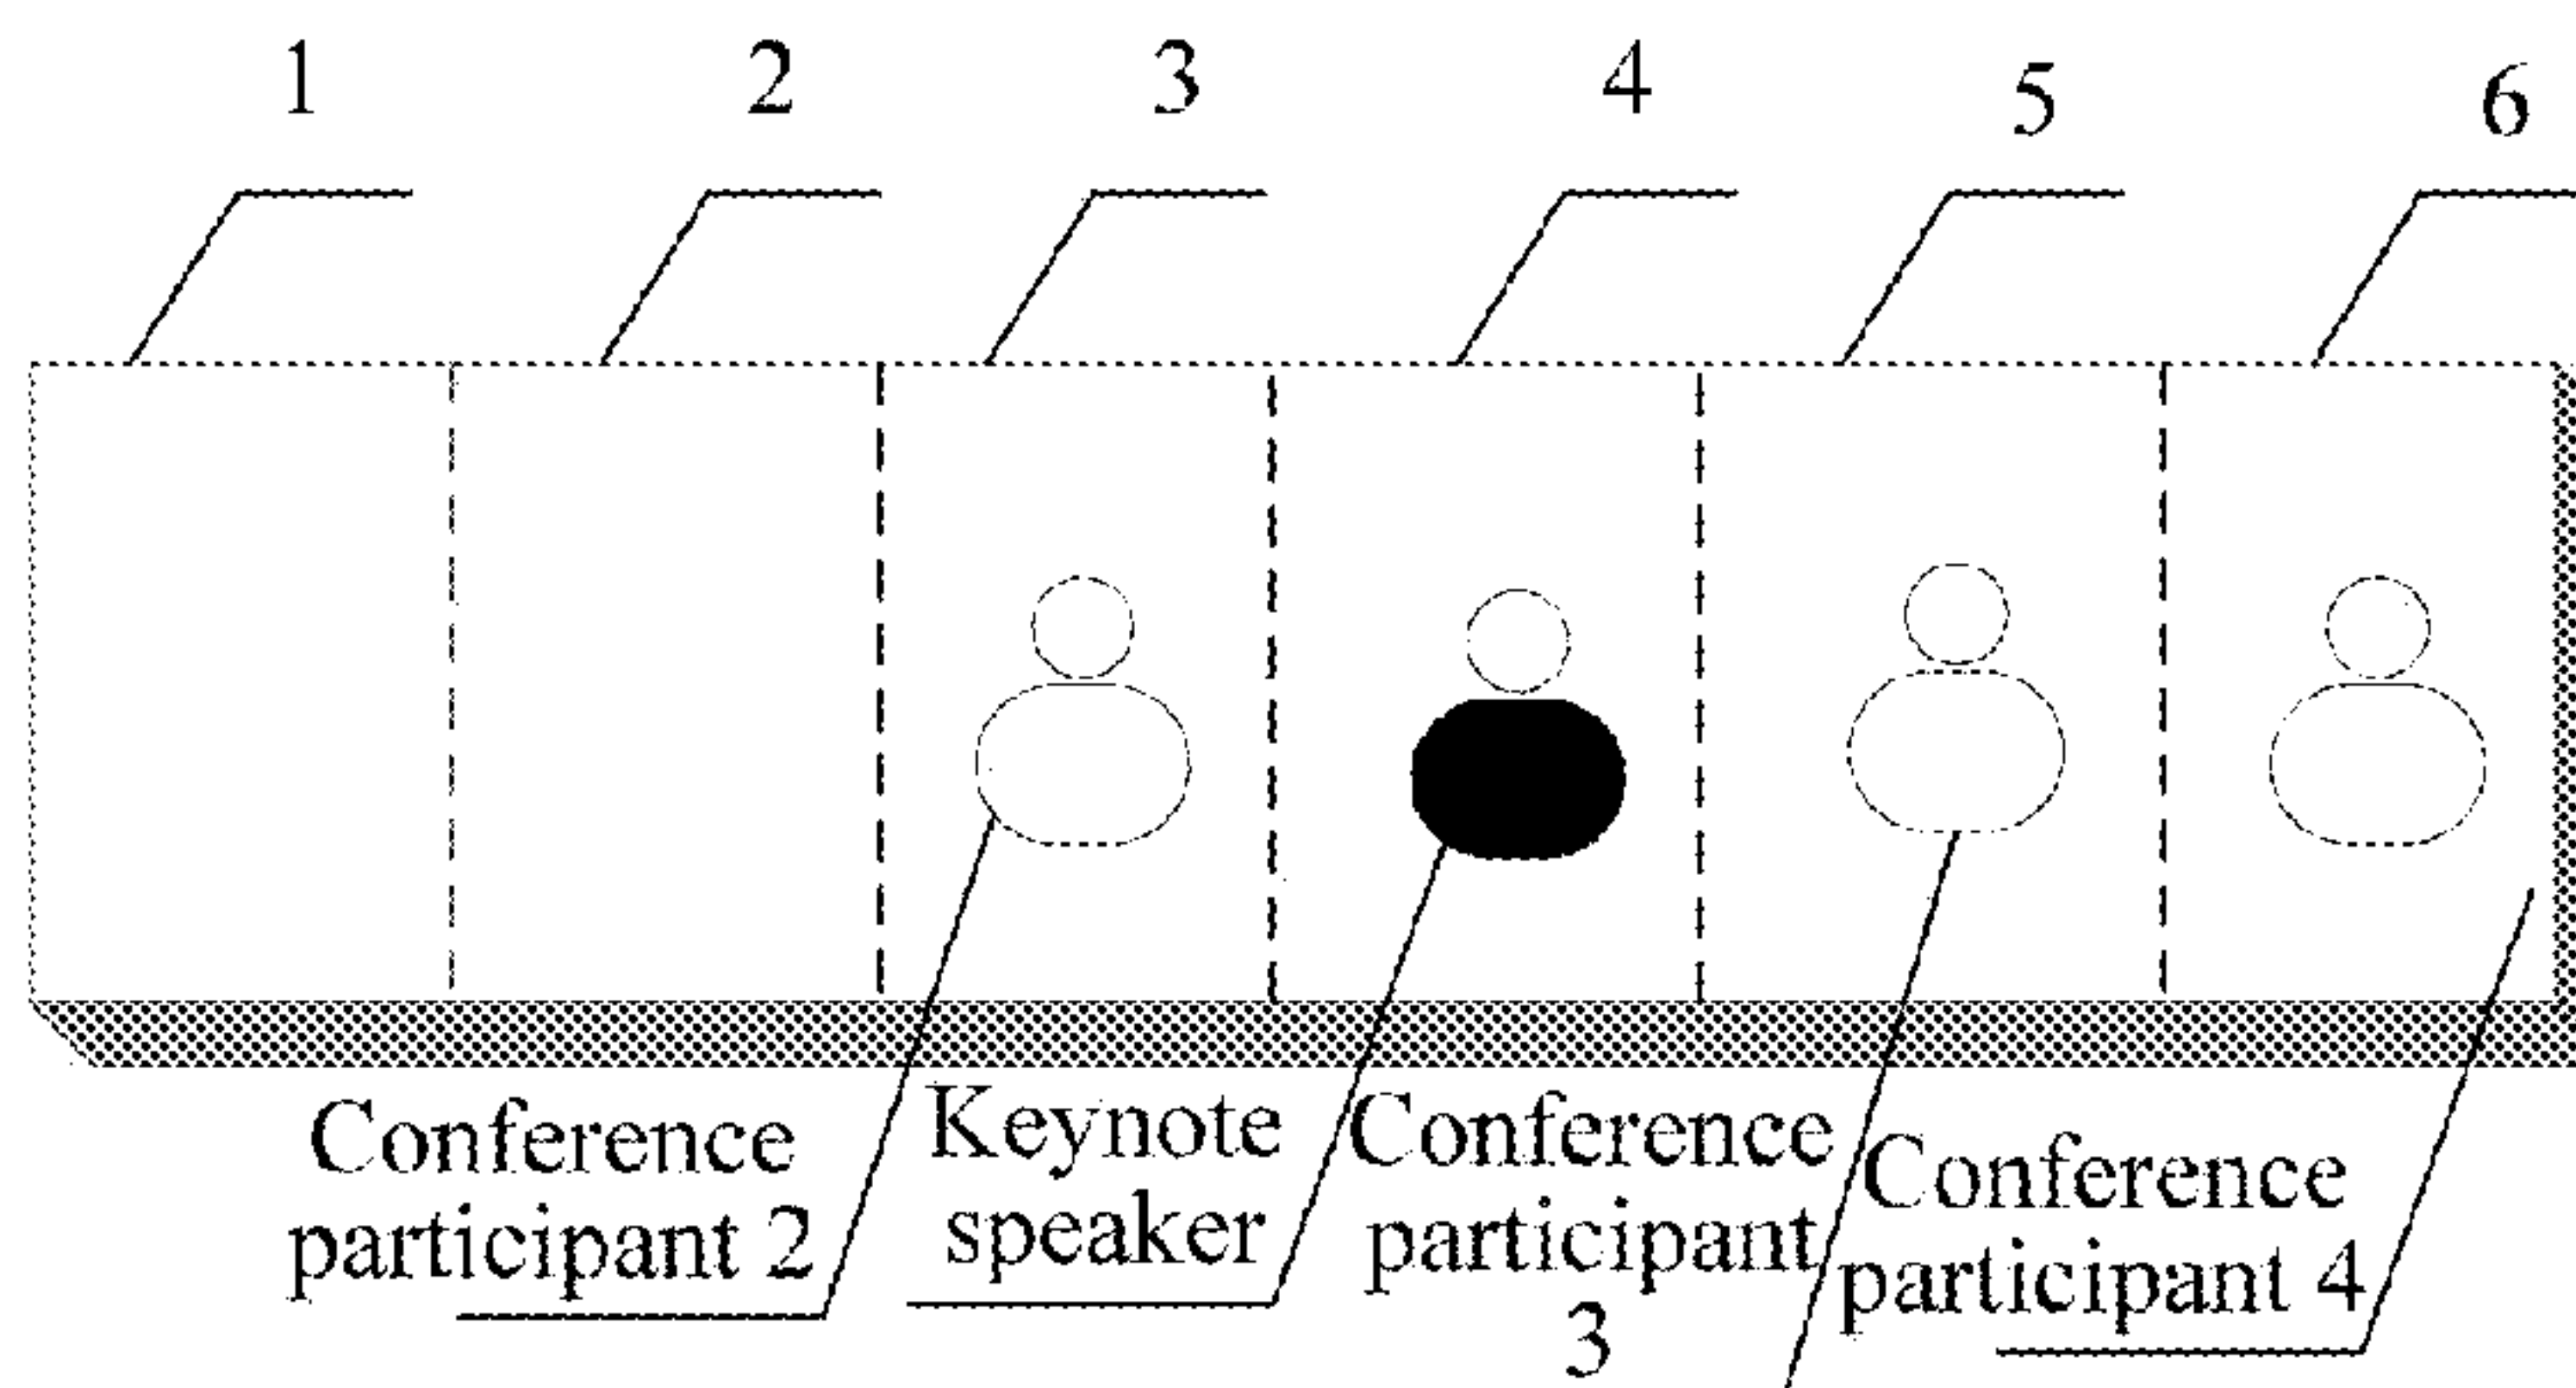 1 2 3 4 5 6
Conference
participant 2
Keynote
speaker
Conference
participant
3
Conference
participant 4